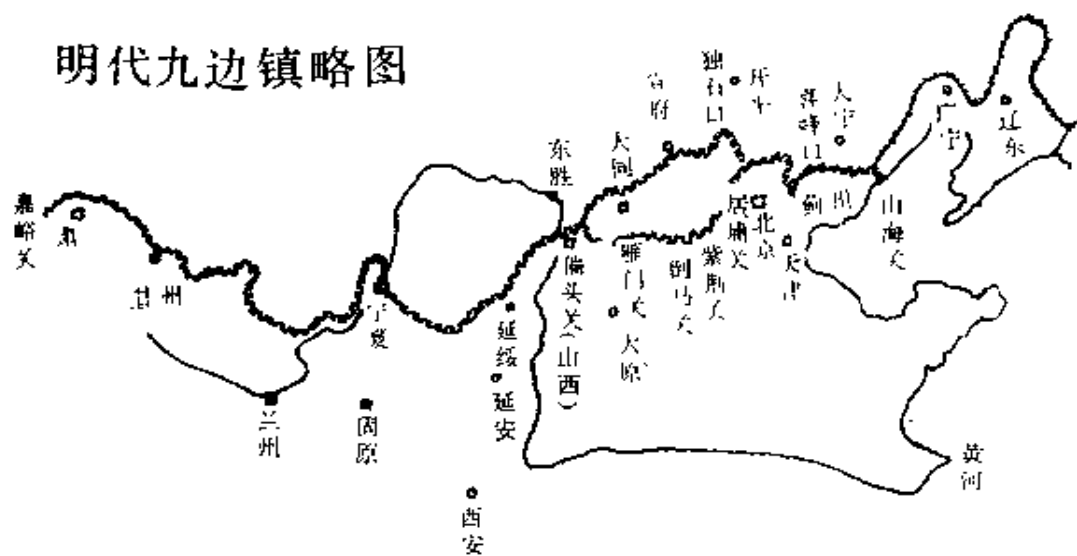 明代九边镇略图
嘉峪关
肃
甘州
兰州
宁夏
固原
西安
延安
延绥
东胜
偏头关(山西)
大同
雁门关
太原
倒马关
紫荆关
宣府
独石口
开平
居庸关
北京
天津
喜峰口
大宁
蓟州
山海关
广宁
辽东
黄河